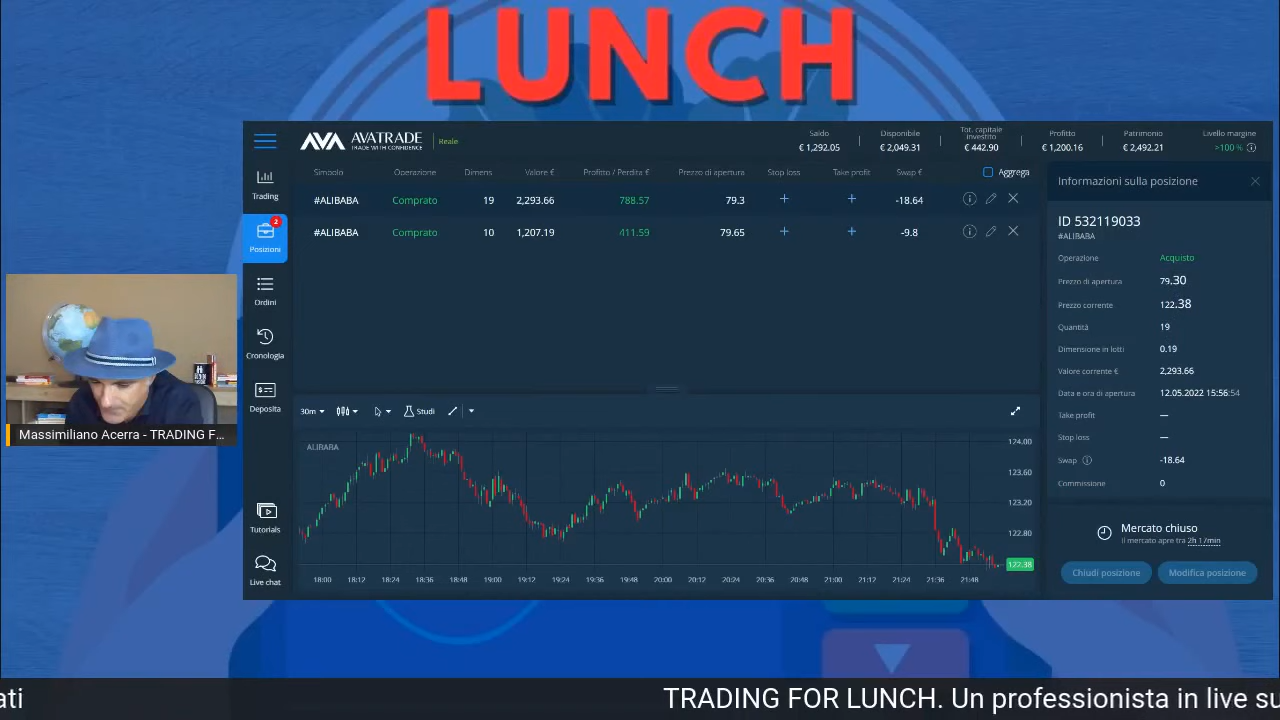 LUNCH
AVATRADE
TRADE WITH CONFIDENCE
Reale
Saldo
€ 1,292.05
Disponibile
€ 2,049.31
Tot. capitale investito
€ 442.90
Profitto
€ 1,200.16
Patrimonio
€ 2,492.21
Livello margine
>100 %
Simbolo Operazione Dimens Valore € Profitto / Perdita € Prezzo di apertura Stop loss Take profit Swap € Aggrega
#ALIBABA Comprato 19 2,293.66 788.57 79.3 + + -18.64
#ALIBABA Comprato 10 1,207.19 411.59 79.65 + + -9.8
Trading
2
Posizioni
Ordini
Cronologia
Deposita
Tutorials
Live chat
30m
Studi
ALIBABA
124.00
123.60
123.20
122.80
122.38
18:00 18:12 18:24 18:36 18:48 19:00 19:12 19:24 19:36 19:48 20:00 20:12 20:24 20:36 20:48 21:00 21:12 21:24 21:36 21:48
Informazioni sulla posizione
ID 532119033
#ALIBABA
Operazione Acquisto
Prezzo di apertura 79.30
Prezzo corrente 122.38
Quantità 19
Dimensione in lotti 0.19
Valore corrente € 2,293.66
Data e ora di apertura 12.05.2022 15:56:54
Take profit —
Stop loss —
Swap -18.64
Commissione 0
Mercato chiuso
Il mercato apre tra 2h 17min
Chiudi posizione Modifica posizione
Massimiliano Acerra - TRADING F...
ati TRADING FOR LUNCH. Un professionista in live su